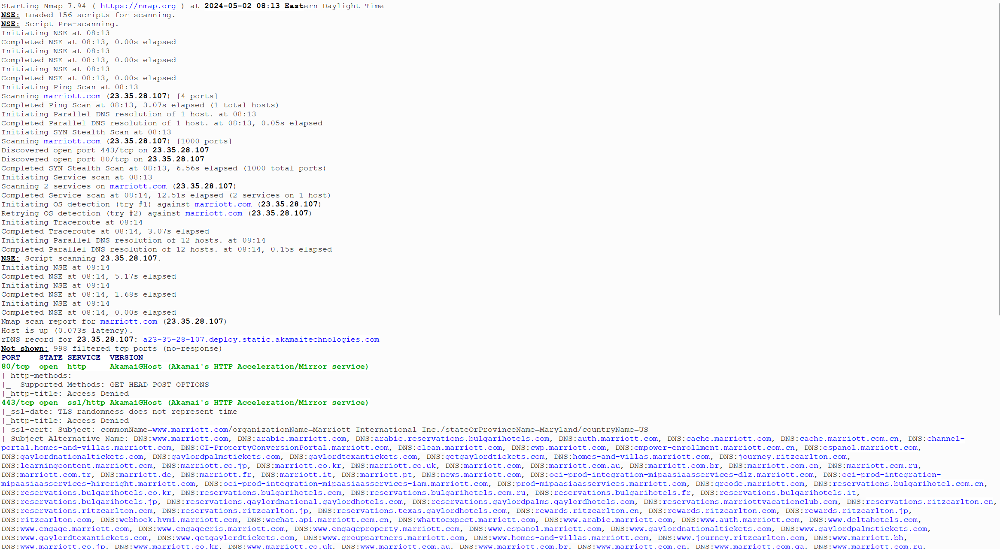 Starting Nmap 7.94 ( https://nmap.org ) at 2024-05-02 08:13 Eastern Daylight Time
NSE: Loaded 156 scripts for scanning.
NSE: Script Pre-scanning.
Initiating NSE at 08:13
Completed NSE at 08:13, 0.00s elapsed
Initiating NSE at 08:13
Completed NSE at 08:13, 0.00s elapsed
Initiating NSE at 08:13
Completed NSE at 08:13, 0.00s elapsed
Initiating Ping Scan at 08:13
Scanning marriott.com (23.35.28.107) [4 ports]
Completed Ping Scan at 08:13, 3.07s elapsed (1 total hosts)
Initiating Parallel DNS resolution of 1 host. at 08:13
Completed Parallel DNS resolution of 1 host. at 08:13, 0.05s elapsed
Initiating SYN Stealth Scan at 08:13
Scanning marriott.com (23.35.28.107) [1000 ports]
Discovered open port 443/tcp on 23.35.28.107
Discovered open port 80/tcp on 23.35.28.107
Completed SYN Stealth Scan at 08:13, 6.56s elapsed (1000 total ports)
Initiating Service scan at 08:13
Scanning 2 services on marriott.com (23.35.28.107)
Completed Service scan at 08:14, 12.51s elapsed (2 services on 1 host)
Initiating OS detection (try #1) against marriott.com (23.35.28.107)
Retrying OS detection (try #2) against marriott.com (23.35.28.107)
Initiating Traceroute at 08:14
Completed Traceroute at 08:14, 3.07s elapsed
Initiating Parallel DNS resolution of 12 hosts. at 08:14
Completed Parallel DNS resolution of 12 hosts. at 08:14, 0.15s elapsed
NSE: Script scanning 23.35.28.107.
Initiating NSE at 08:14
Completed NSE at 08:14, 5.17s elapsed
Initiating NSE at 08:14
Completed NSE at 08:14, 1.68s elapsed
Initiating NSE at 08:14
Completed NSE at 08:14, 0.00s elapsed
Nmap scan report for marriott.com (23.35.28.107)
Host is up (0.073s latency).
rDNS record for 23.35.28.107: a23-35-28-107.deploy.static.akamaitechnologies.com
Not shown: 998 filtered tcp ports (no-response)
PORT    STATE SERVICE  VERSION
80/tcp  open  http     AkamaiGHost (Akamai's HTTP Acceleration/Mirror service)
| http-methods:
|_  Supported Methods: GET HEAD POST OPTIONS
|_http-title: Access Denied
443/tcp open  ssl/http AkamaiGHost (Akamai's HTTP Acceleration/Mirror service)
|_ssl-date: TLS randomness does not represent time
|_http-title: Access Denied
| ssl-cert: Subject: commonName=www.marriott.com/organizationName=Marriott International Inc./stateOrProvinceName=Maryland/countryName=US
| Subject Alternative Name: DNS:www.marriott.com, DNS:arabic.marriott.com, DNS:arabic.reservations.bulgarihotels.com, DNS:auth.marriott.com, DNS:cache.marriott.com, DNS:cache.marriott.com.cn, DNS:channel-
portal.homes-and-villas.marriott.com, DNS:CI-PropertyConversionPortal.marriott.com, DNS:clean.marriott.com, DNS:cwp.marriott.com, DNS:empower-enrollment.marriott.com.cn, DNS:espanol.marriott.com,
DNS:gaylordnationaltickets.com, DNS:gaylordpalmstickets.com, DNS:gaylordtexantickets.com, DNS:getgaylordtickets.com, DNS:homes-and-villas.marriott.com, DNS:journey.ritzcarlton.com,
DNS:learningcontent.marriott.com, DNS:marriott.co.jp, DNS:marriott.co.kr, DNS:marriott.co.uk, DNS:marriott.com, DNS:marriott.com.au, DNS:marriott.com.br, DNS:marriott.com.cn, DNS:marriott.com.ru,
DNS:marriott.com.tr, DNS:marriott.de, DNS:marriott.fr, DNS:marriott.it, DNS:marriott.pt, DNS:news.marriott.com, DNS:oci-prod-integration-mipaasiaasservices-dlz.marriott.com, DNS:oci-prod-integration-
mipaasiaasservices-hireright.marriott.com, DNS:oci-prod-integration-mipaasiaasservices-iam.marriott.com, DNS:prod-mipaasiaasservices.marriott.com, DNS:qrcode.marriott.com, DNS:reservations.bulgarihotel.com.cn,
DNS:reservations.bulgarihotels.co.kr, DNS:reservations.bulgarihotels.com, DNS:reservations.bulgarihotels.com.ru, DNS:reservations.bulgarihotels.fr, DNS:reservations.bulgarihotels.it,
DNS:reservations.bulgarihotels.jp, DNS:reservations.gaylordnational.gaylordhotels.com, DNS:reservations.gaylordpalms.gaylordhotels.com, DNS:reservations.marriottvacationclub.com, DNS:reservations.ritzcarlton.cn,
DNS:reservations.ritzcarlton.com, DNS:reservations.ritzcarlton.jp, DNS:reservations.texas.gaylordhotels.com, DNS:rewards.ritzcarlton.cn, DNS:rewards.ritzcarlton.com, DNS:rewards.ritzcarlton.jp,
DNS:ritzcarlton.com, DNS:webhook.hvmi.marriott.com, DNS:wechat.api.marriott.com.cn, DNS:whattoexpect.marriott.com, DNS:www.arabic.marriott.com, DNS:www.auth.marriott.com, DNS:www.deltahotels.com,
DNS:www.engage.marriott.com, DNS:www.engagecris.marriott.com, DNS:www.engageproperty.marriott.com, DNS:www.espanol.marriott.com, DNS:www.gaylordnationaltickets.com, DNS:www.gaylordpalmstickets.com,
DNS:www.gaylordtexantickets.com, DNS:www.getgaylordtickets.com, DNS:www.grouppartners.marriott.com, DNS:www.homes-and-villas.marriott.com, DNS:www.journey.ritzcarlton.com, DNS:www.marriott.bh,
DNS:www.marriott.co.jp, DNS:www.marriott.co.kr, DNS:www.marriott.co.uk, DNS:www.marriott.com.au, DNS:www.marriott.com.br, DNS:www.marriott.com.cn, DNS:www.marriott.com.qa, DNS:www.marriott.com.ru,